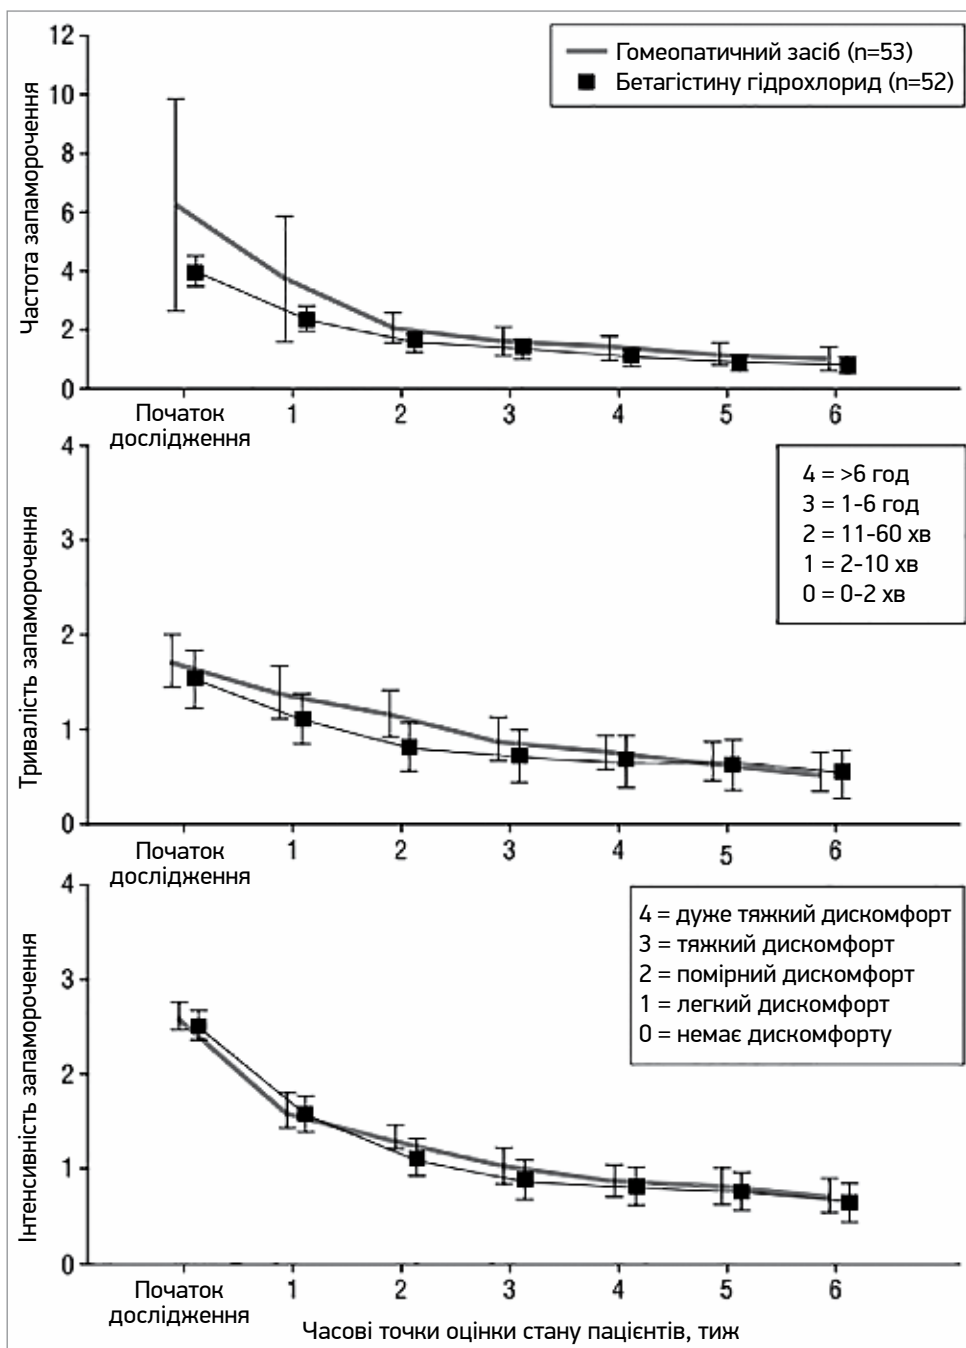 12
10
8
6
4
2
0
Частота запаморочення
Гомеопатичний засіб (n=53)
Бетагістину гідрохлорид (n=52)
Початок
дослідження
1
2
3
4
5
6
4
3
2
1
0
Тривалість запаморочення
4 = >6 год
3 = 1-6 год
2 = 11-60 хв
1 = 2-10 хв
0 = 0-2 хв
Початок
дослідження
1
2
3
4
5
6
4
3
2
1
0
Інтенсивність запаморочення
4 = дуже тяжкий дискомфорт
3 = тяжкий дискомфорт
2 = помірний дискомфорт
1 = легкий дискомфорт
0 = немає дискомфорту
Початок
дослідження
1
2
3
4
5
6
Часові точки оцінки стану пацієнтів, тиж